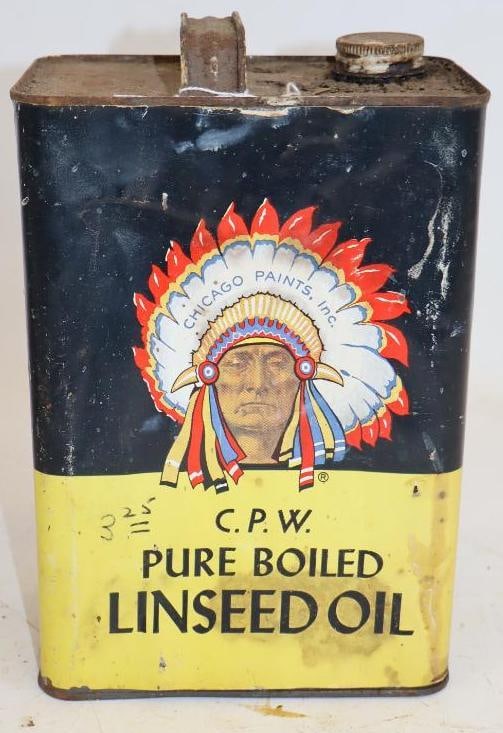 CHICAGO PAINTS, Inc.
®
3 25
C.P.W.
PURE BOILED
LINSEED OIL